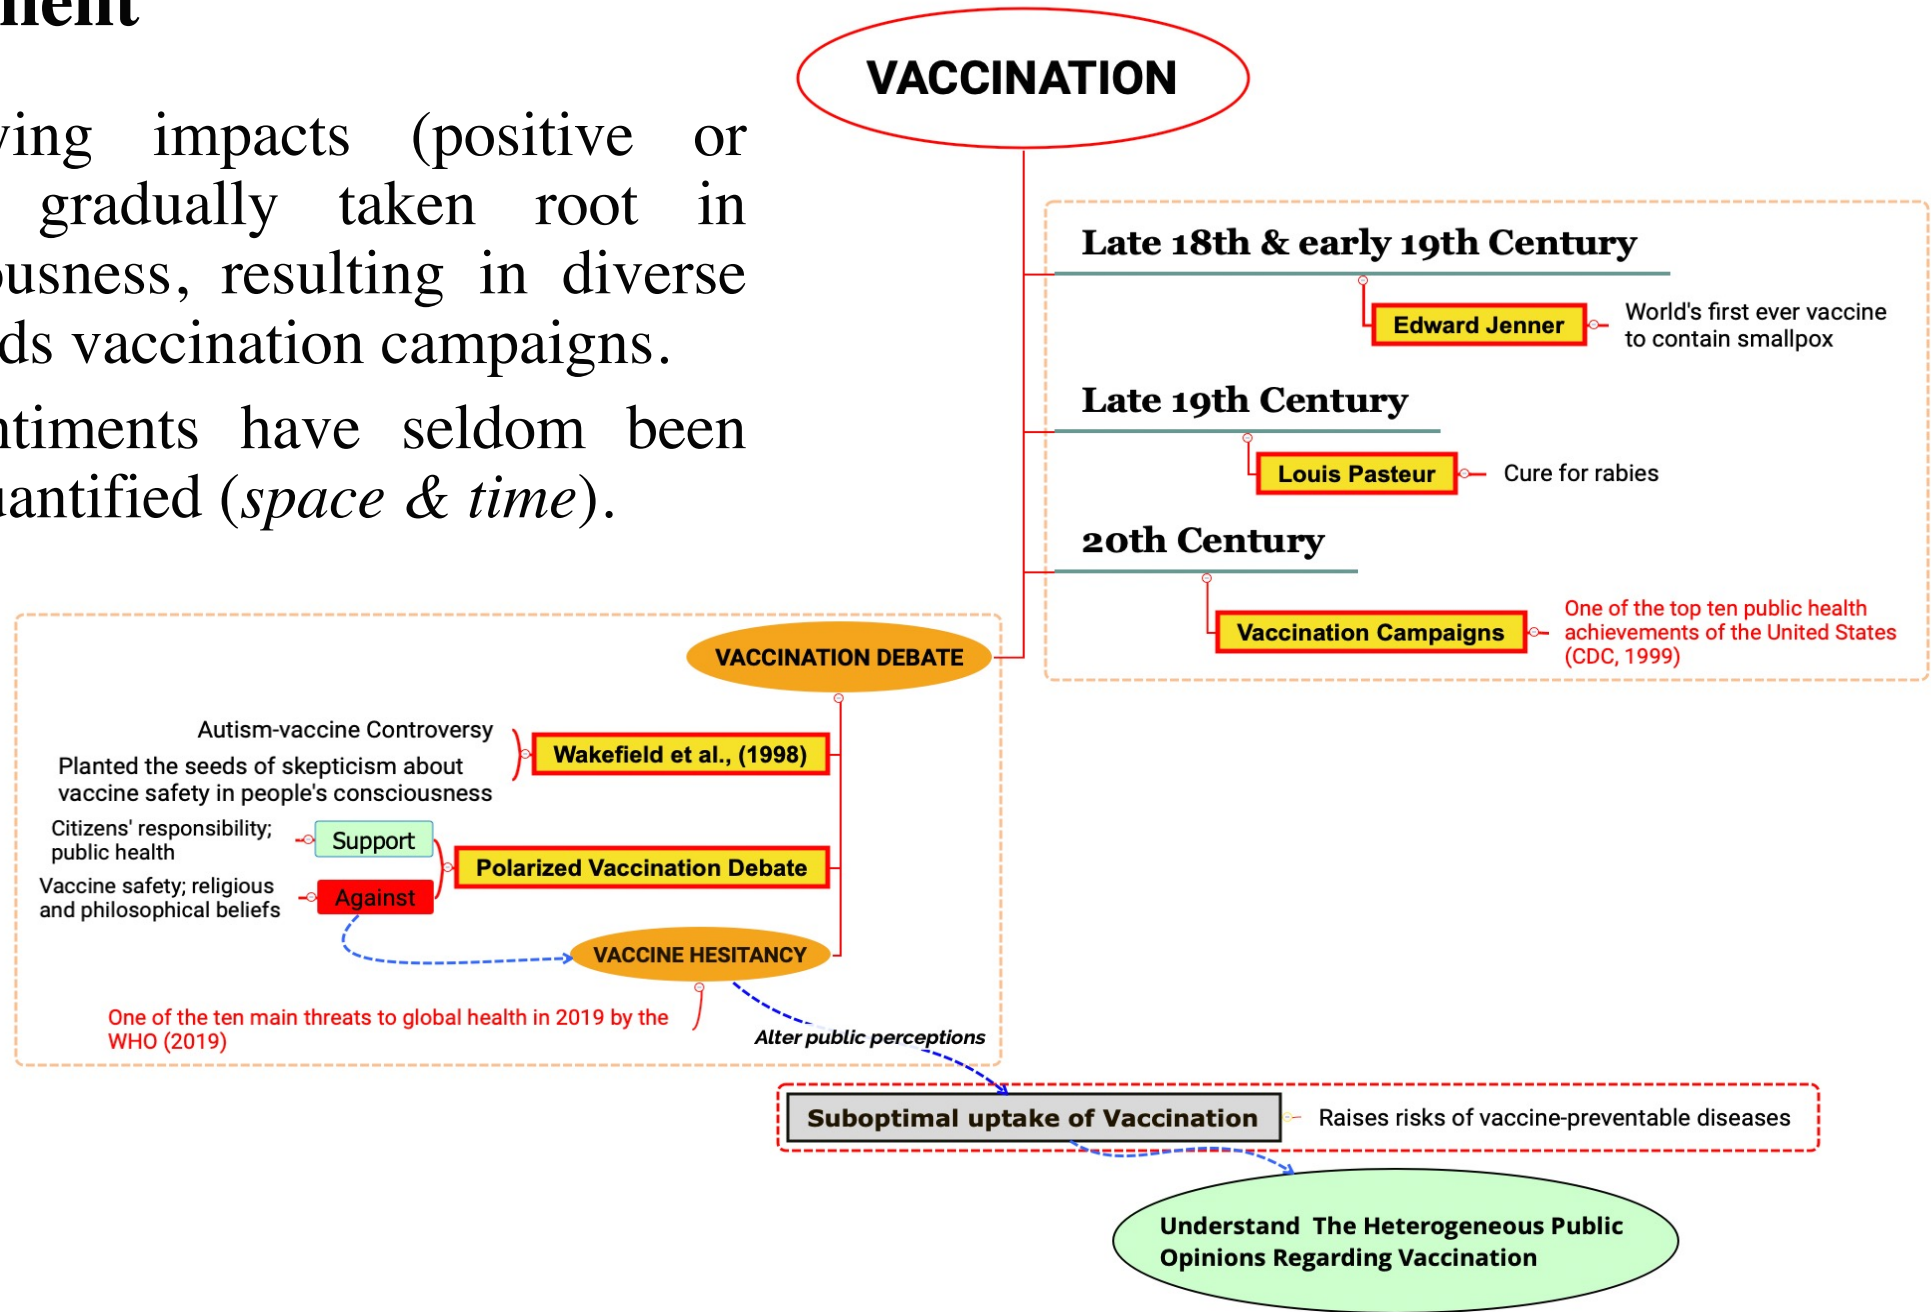 impacts (positive or
gradually taken root in
resulting in diverse
vaccination campaigns.
have seldom been
(space & time).
VACCINATION
Late 18th & early 19th Century
Edward Jenner
World's first ever vaccine
to contain smallpox
Late 19th Century
Louis Pasteur
Cure for rabies
20th Century
Vaccination Campaigns
One of the top ten public health
achievements of the United States
(CDC, 1999)
VACCINATION DEBATE
Autism-vaccine Controversy
Wakefield et al., (1998)
Planted the seeds of skepticism about
vaccine safety in people's consciousness
Citizens' responsibility;
public health
Support
Polarized Vaccination Debate
Vaccine safety; religious
and philosophical beliefs
Against
VACCINE HESITANCY
One of the ten main threats to global health in 2019 by the
WHO (2019)
Alter public perceptions
Suboptimal uptake of Vaccination
Raises risks of vaccine-preventable diseases
Understand The Heterogeneous Public
Opinions Regarding Vaccination